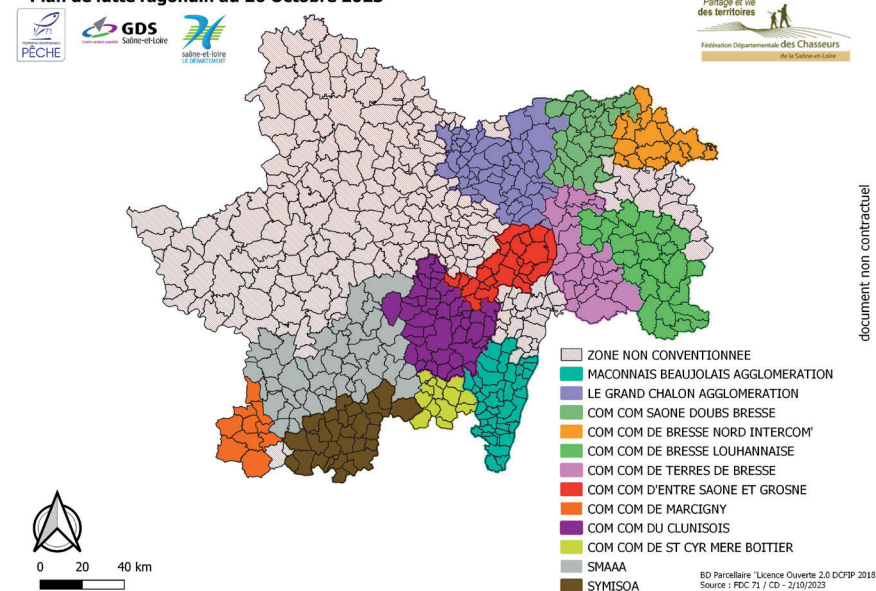 Plan de lutte ragondin au 20 octobre 2023
71
PÊCHE
GDS
Saône-et-Loire
saône-et-loire
LE DÉPARTEMENT
Partage et vie
des territoires
Fédération Départementale des Chasseurs
de la Saône-et-Loire
document non contractuel
ZONE NON CONVENTIONNEE
MACONNAIS BEAUJOLAIS AGGLOMERATION
LE GRAND CHALON AGGLOMERATION
COM COM SAONE DOUBS BRESSE
COM COM DE BRESSE NORD INTERCOM'
COM COM DE BRESSE LOUHANNAISE
COM COM DE TERRES DE BRESSE
COM COM D'ENTRE SAONE ET GROSNE
COM COM DE MARCIGNY
COM COM DU CLUNISOIS
COM COM DE ST CYR MERE BOITIER
SMAAA
SYMISOA
0 20 40 km
BD Parcellaire "Licence Ouverte 2.0 DCFIP 2018
Source : FDC 71 / CD - 2/10/2023